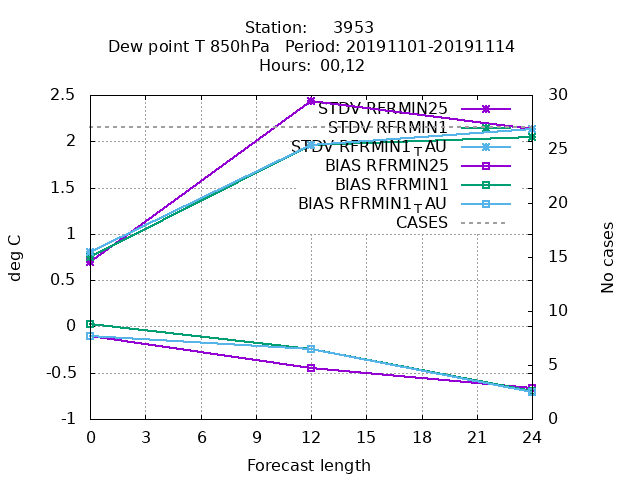 Station: 3953
Dew point T 850hPa Period: 20191101-20191114
Hours: 00,12
2.5
2
1.5
1
0.5
0
-0.5
-1
deg C
30
25
20
15
10
5
0
No cases
STDV RFRMIN25
STDV RFRMIN1
STDV RFRMIN1_TAU
BIAS RFRMIN25
BIAS RFRMIN1
BIAS RFRMIN1_TAU
CASES
0 3 6 9 12 15 18 21 24
Forecast length